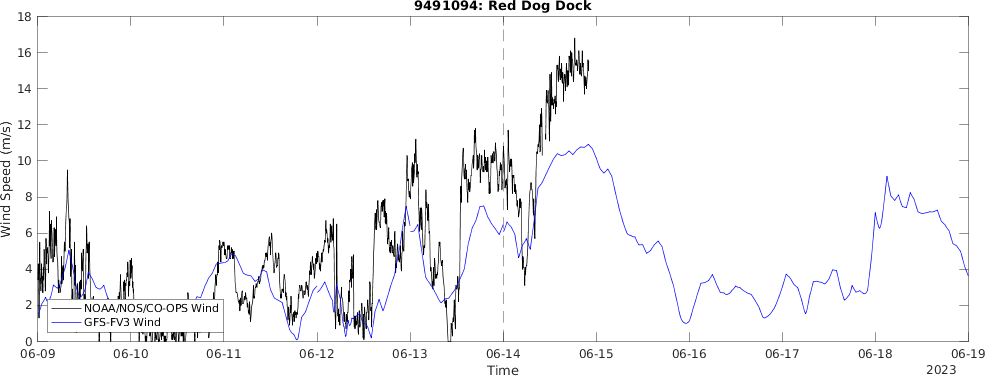 9491094: Red Dog Dock
Wind Speed (m/s)
18
16
14
12
10
8
6
4
2
0
NOAA/NOS/CO-OPS Wind
GFS-FV3 Wind
06-09 06-10 06-11 06-12 06-13 06-14 06-15 06-16 06-17 06-18 06-19
Time
2023